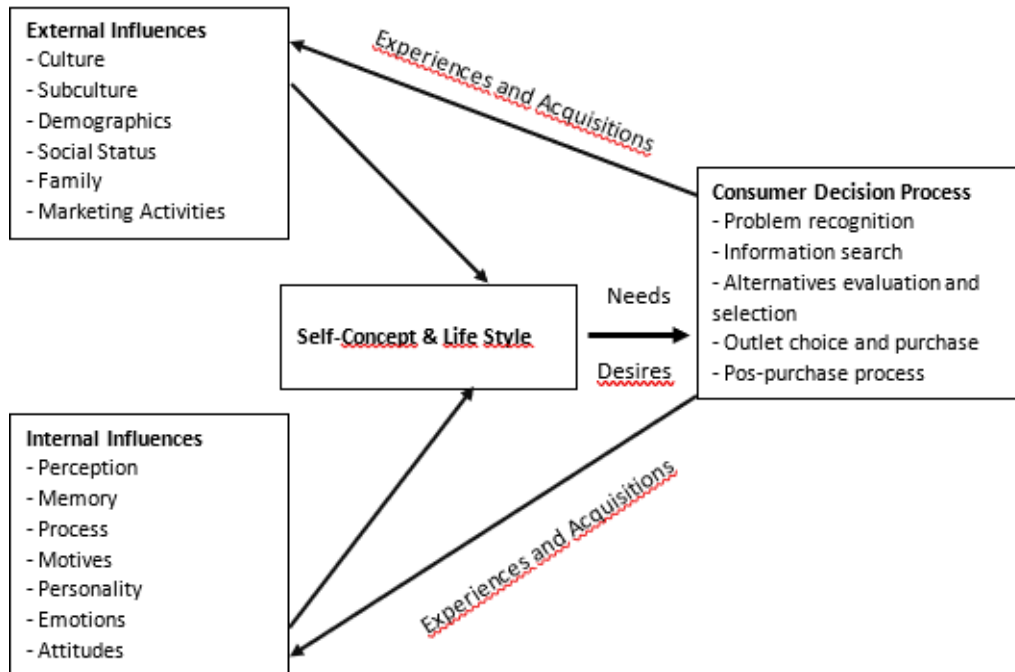 External Influences
- Culture
- Subculture
- Demographics
- Social Status
- Family
- Marketing Activities
Experiences and Acquisitions
Consumer Decision Process
- Problem recognition
- Information search
- Alternatives evaluation and
selection
- Outlet choice and purchase
- Pos-purchase process
Self-Concept & Life Style
Needs
Desires
Internal Influences
- Perception
- Memory
- Process
- Motives
- Personality
- Emotions
- Attitudes
Experiences and Acquisitions